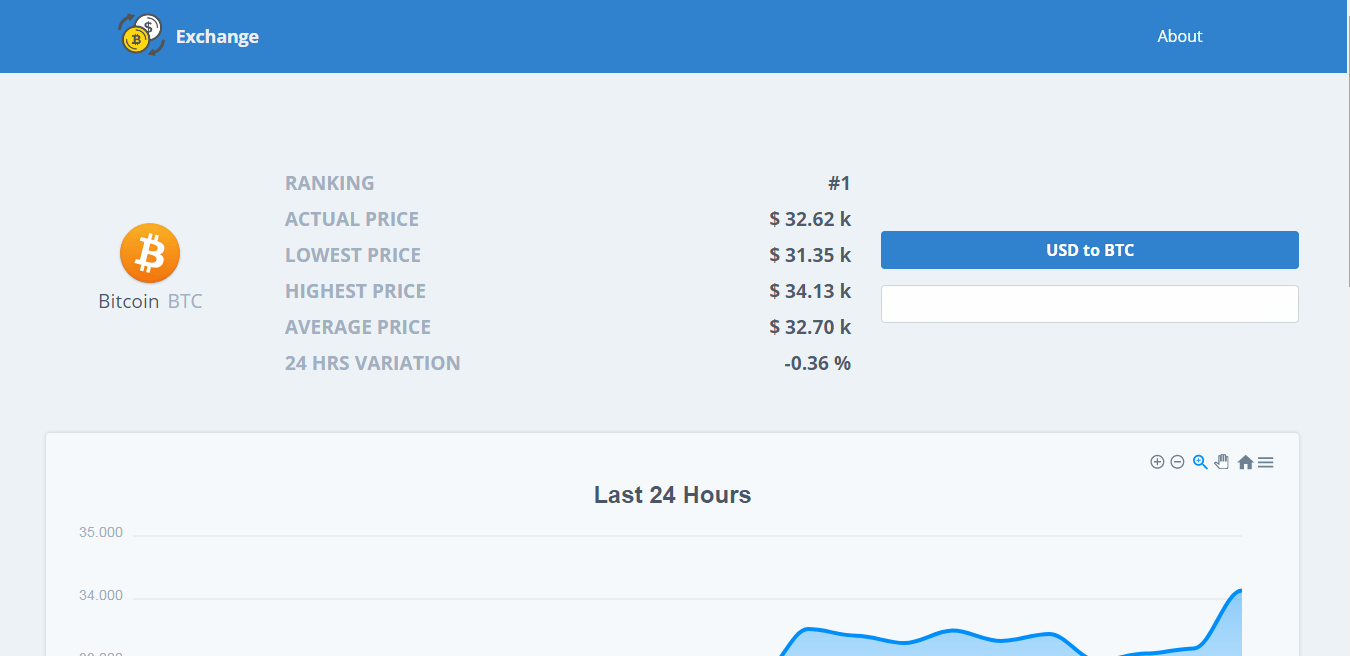 Exchange
About
RANKING #1
ACTUAL PRICE $ 32.62 k
LOWEST PRICE $ 31.35 k
HIGHEST PRICE $ 34.13 k
AVERAGE PRICE $ 32.70 k
24 HRS VARIATION -0.36 %
Bitcoin BTC
USD to BTC
Last 24 Hours
35.000
34.000